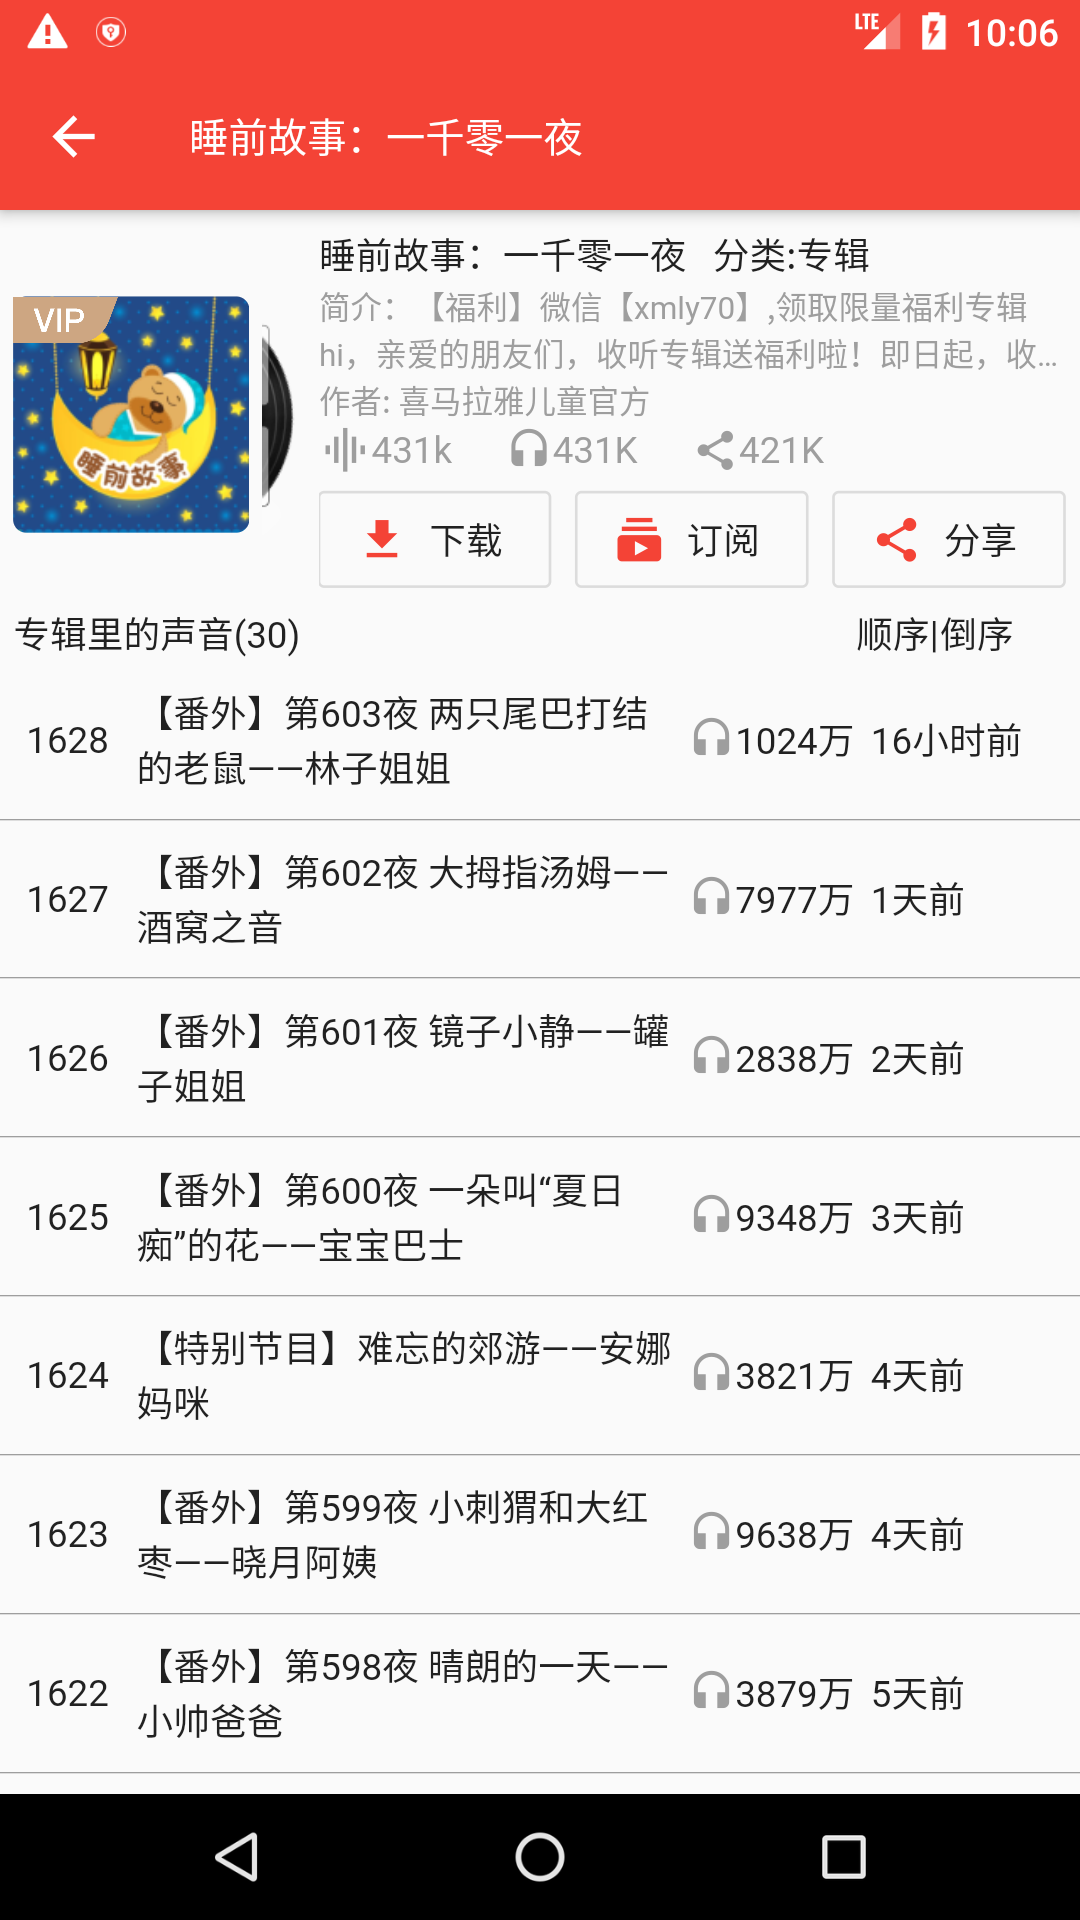 LTE 10:06
睡前故事：一千零一夜
睡前故事：一千零一夜 分类:专辑
简介：【福利】微信【xmly70】,领取限量福利专辑
hi，亲爱的朋友们，收听专辑送福利啦！即日起，收...
作者: 喜马拉雅儿童官方
VIP
睡前故事
431k 431K 421K
下载 订阅 分享
专辑里的声音(30) 顺序|倒序
1628
【番外】第603夜 两只尾巴打结
的老鼠——林子姐姐
1024万 16小时前
1627
【番外】第602夜 大拇指汤姆——
酒窝之音
7977万 1天前
1626
【番外】第601夜 镜子小静——罐
子姐姐
2838万 2天前
1625
【番外】第600夜 一朵叫“夏日
痴”的花——宝宝巴士
9348万 3天前
1624
【特别节目】难忘的郊游——安娜
妈咪
3821万 4天前
1623
【番外】第599夜 小刺猬和大红
枣——晓月阿姨
9638万 4天前
1622
【番外】第598夜 晴朗的一天——
小帅爸爸
3879万 5天前